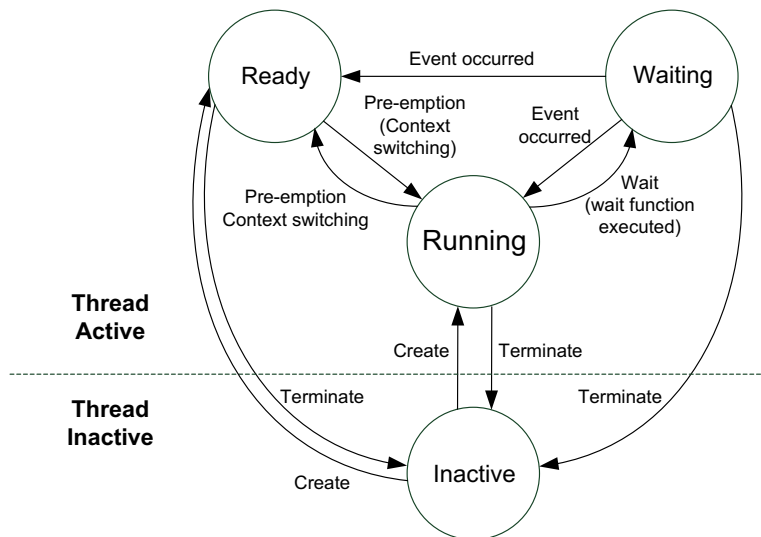 Event occurred
Ready
Waiting
Pre-emption
(Context
switching)
Event
occurred
Pre-emption
Context switching
Wait
(wait function
executed)
Running
Thread
Active
Create
Terminate
Thread
Inactive
Terminate
Terminate
Inactive
Create